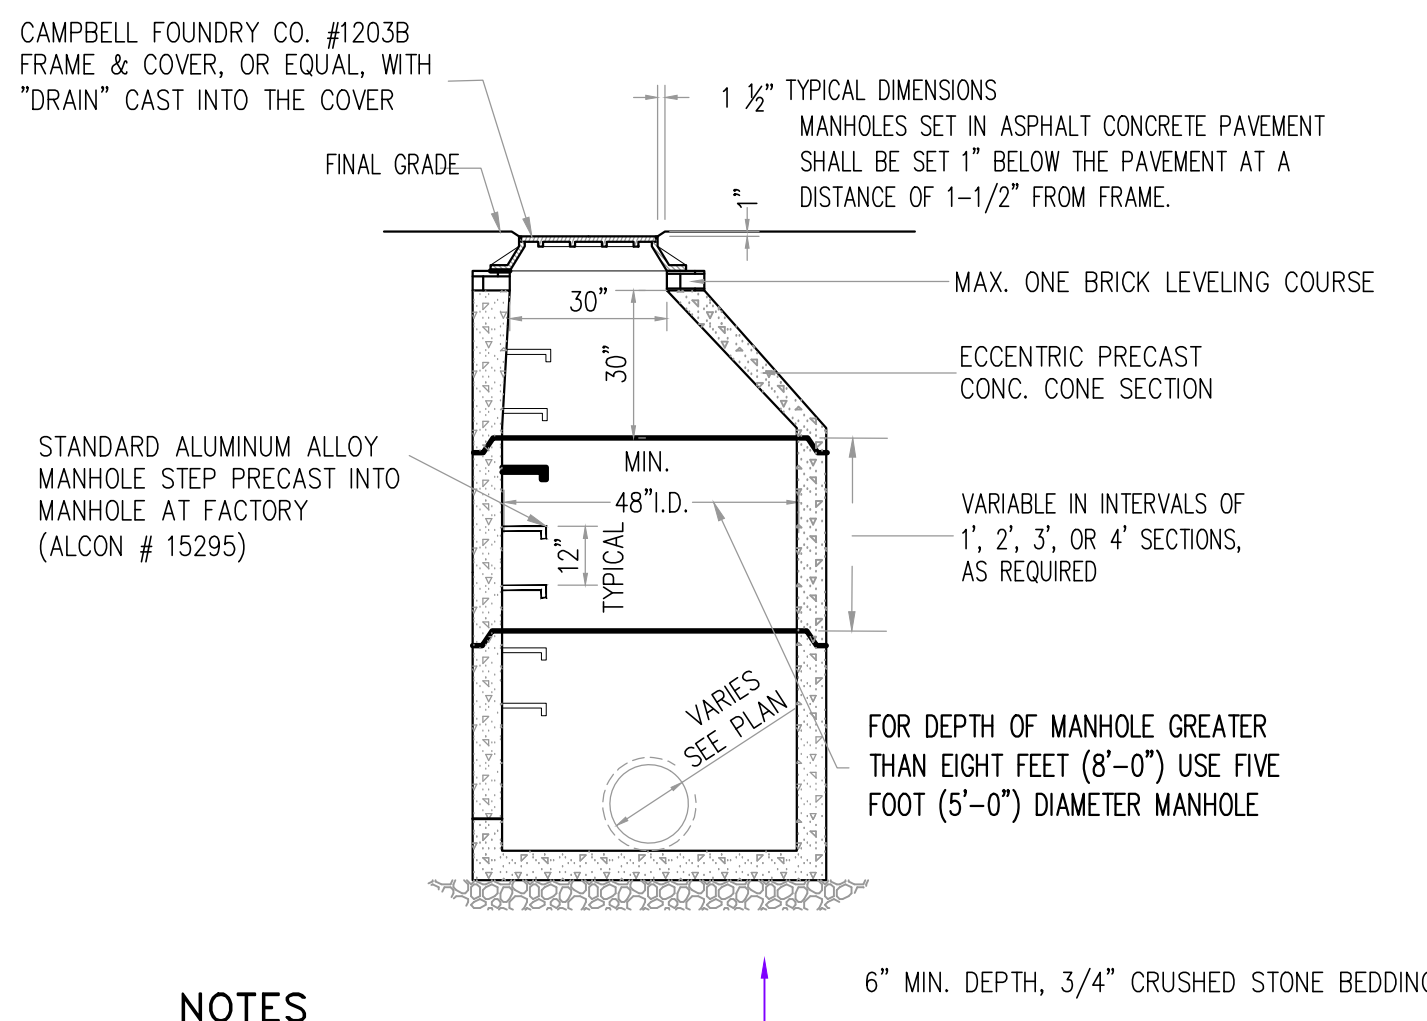 CAMPBELL FOUNDRY CO. #1203B
FRAME & COVER, OR EQUAL, WITH
"DRAIN" CAST INTO THE COVER
FINAL GRADE
1 ½" TYPICAL DIMENSIONS
MANHOLES SET IN ASPHALT CONCRETE PAVEMENT
SHALL BE SET 1" BELOW THE PAVEMENT AT A
DISTANCE OF 1-1/2" FROM FRAME.
1"
MAX. ONE BRICK LEVELING COURSE
30"
30"
ECCENTRIC PRECAST
CONC. CONE SECTION
STANDARD ALUMINUM ALLOY
MANHOLE STEP PRECAST INTO
MANHOLE AT FACTORY
(ALCON # 15295)
MIN.
48"I.D.
12"
TYPICAL
VARIABLE IN INTERVALS OF
1', 2', 3', OR 4' SECTIONS,
AS REQUIRED
VARIES
SEE PLAN
FOR DEPTH OF MANHOLE GREATER
THAN EIGHT FEET (8'-0") USE FIVE
FOOT (5'-0") DIAMETER MANHOLE
6" MIN. DEPTH, 3/4" CRUSHED STONE BEDDING
NOTES